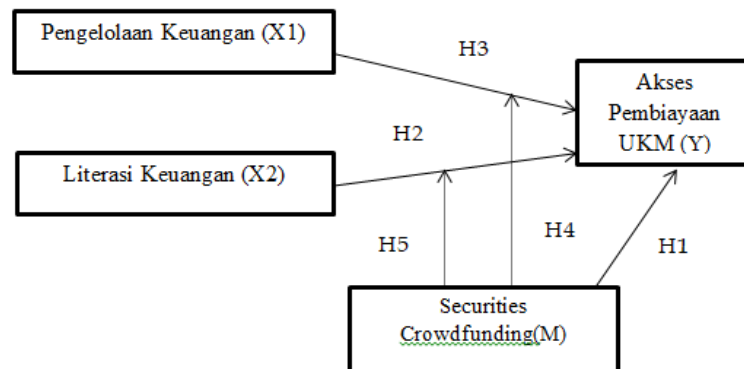 Pengelolaan Keuangan (X1)
H3
Akses
Pembiayaan
UKM (Y)
H2
Literasi Keuangan (X2)
H5
H4
H1
Securities
Crowdfunding(M)